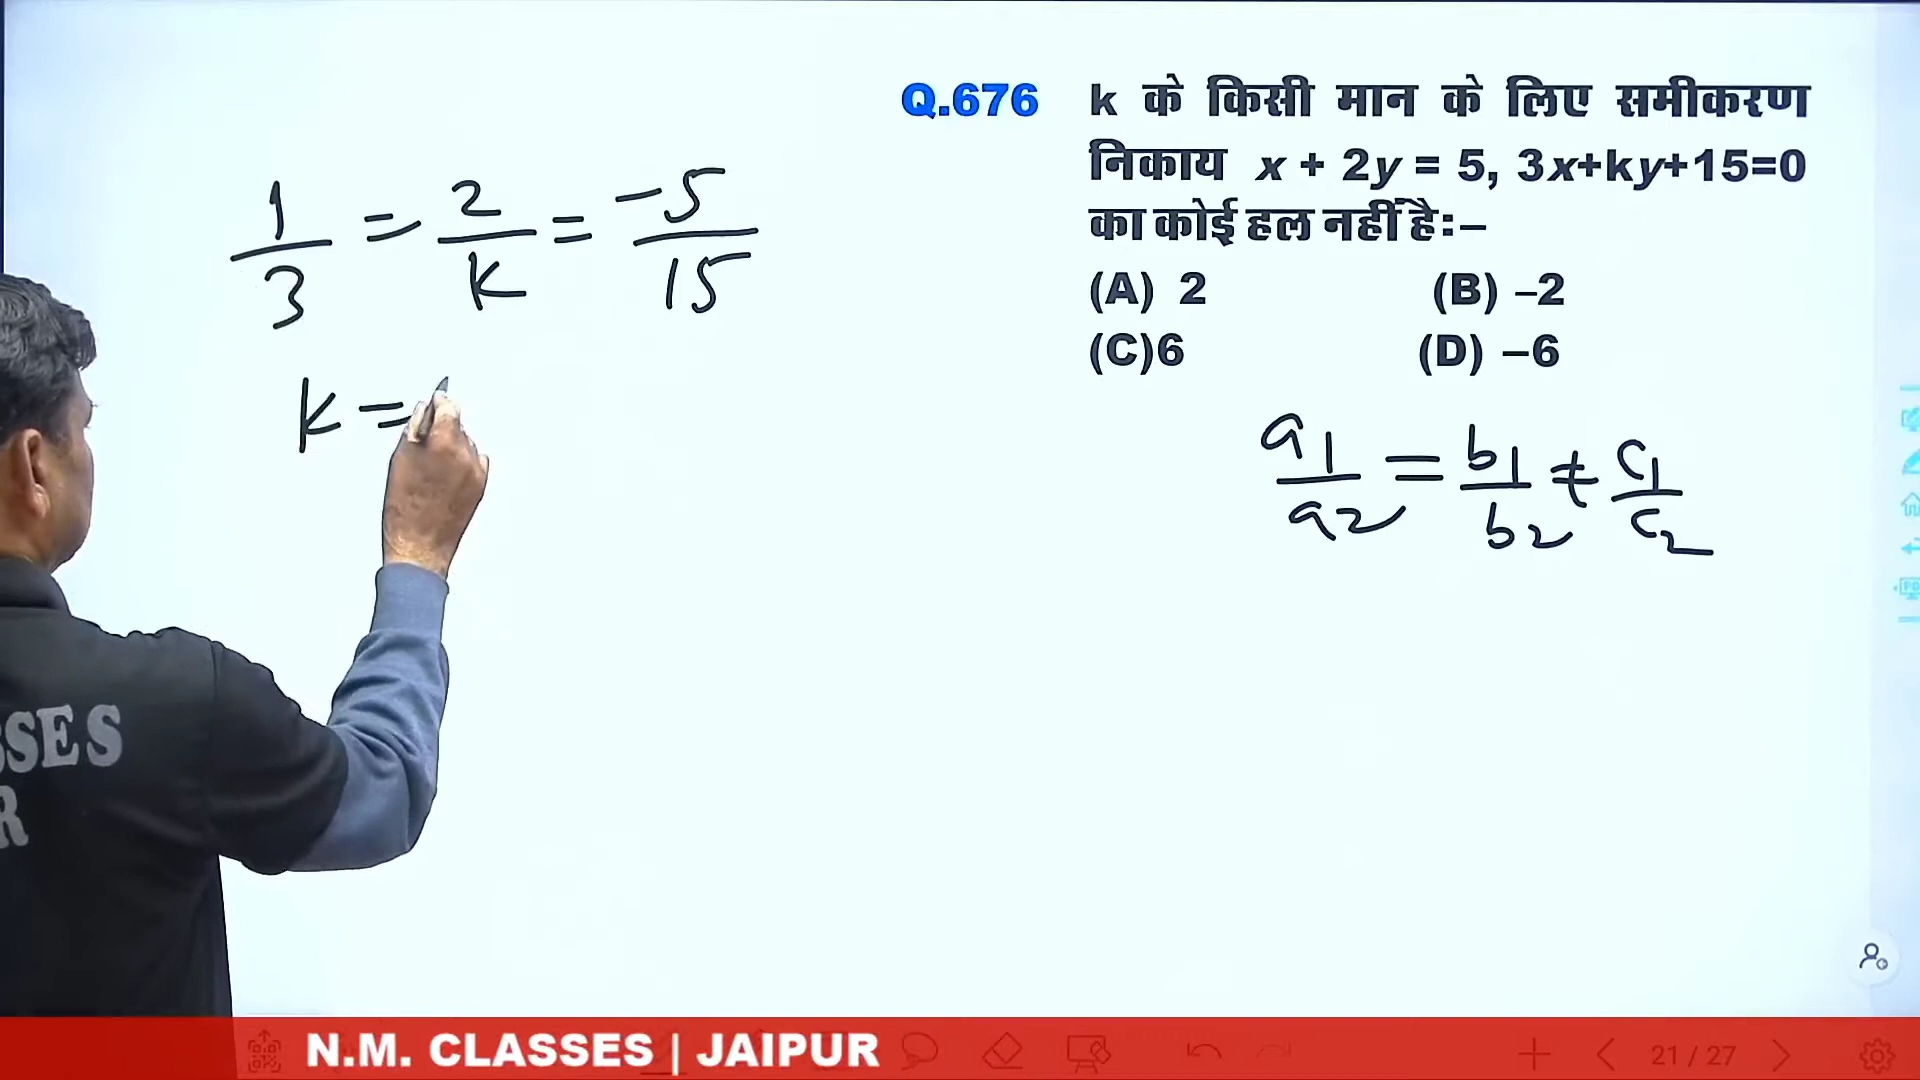 Q.676 k के किसी मान के लिए समीकरण
निकाय x + 2y = 5, 3x+ky+15=0
का कोई हल नहीं है:–
(A) 2 (B) –2
(C)6 (D) –6
1/3 = 2/k = -5/15
k =
a1/a2 = b1/b2 ≠ c1/c2
SSES
R
N.M. CLASSES | JAIPUR
21 / 27